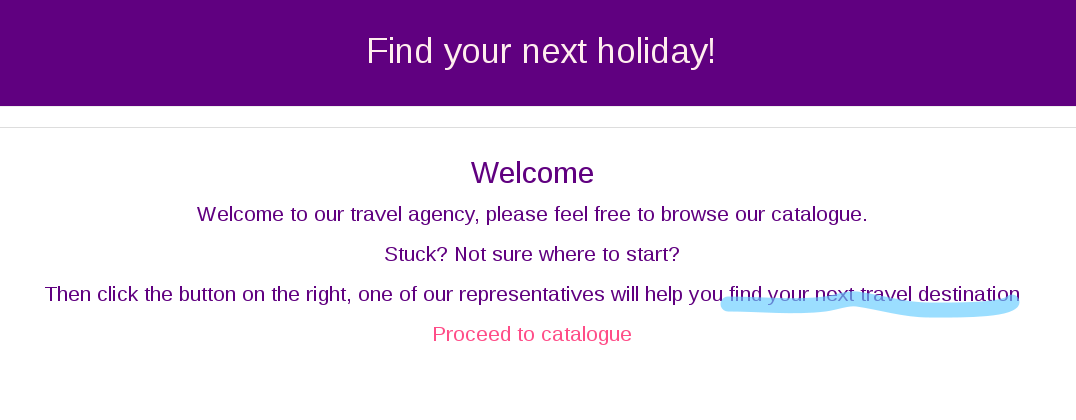 Find your next holiday!
Welcome
Welcome to our travel agency, please feel free to browse our catalogue.
Stuck? Not sure where to start?
Then click the button on the right, one of our representatives will help you find your next travel destination
Proceed to catalogue